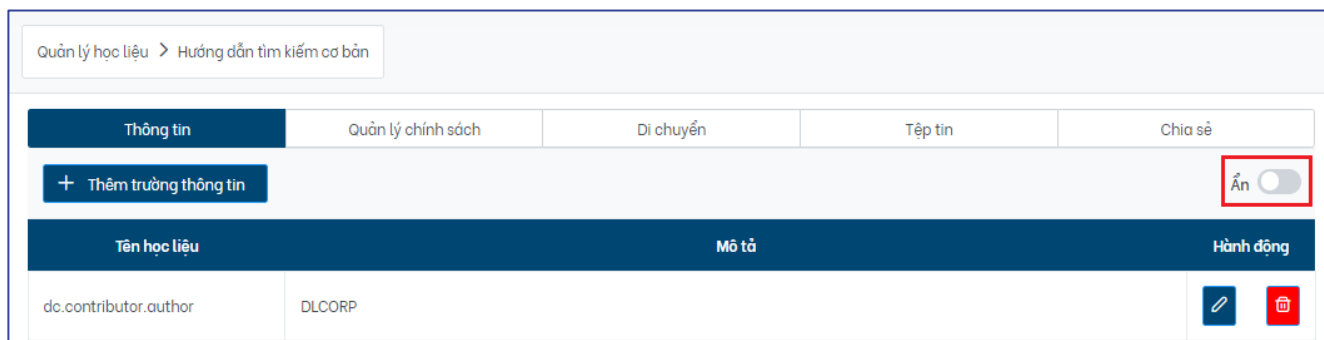 Quản lý học liệu > Hướng dẫn tìm kiếm cơ bản
Thông tin Quản lý chính sách Di chuyển Tệp tin Chia sẻ
+ Thêm trường thông tin Ẩn
Tên học liệu Mô tả Hành động
dc.contributor.author DLCORP